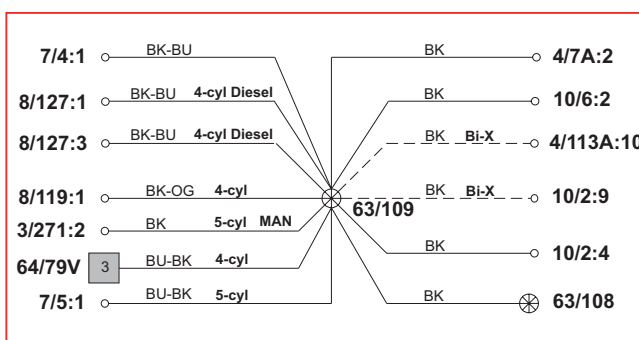 7/4:1 BK-BU BK 4/7A:2
8/127:1 BK-BU 4-cyl Diesel BK 10/6:2
8/127:3 BK-BU 4-cyl Diesel BK Bi-X 4/113A:10
8/119:1 BK-OG 4-cyl 63/109 BK Bi-X 10/2:9
3/271:2 BK 5-cyl MAN
64/79V 3 BU-BK 4-cyl BK 10/2:4
7/5:1 BU-BK 5-cyl BK 63/108